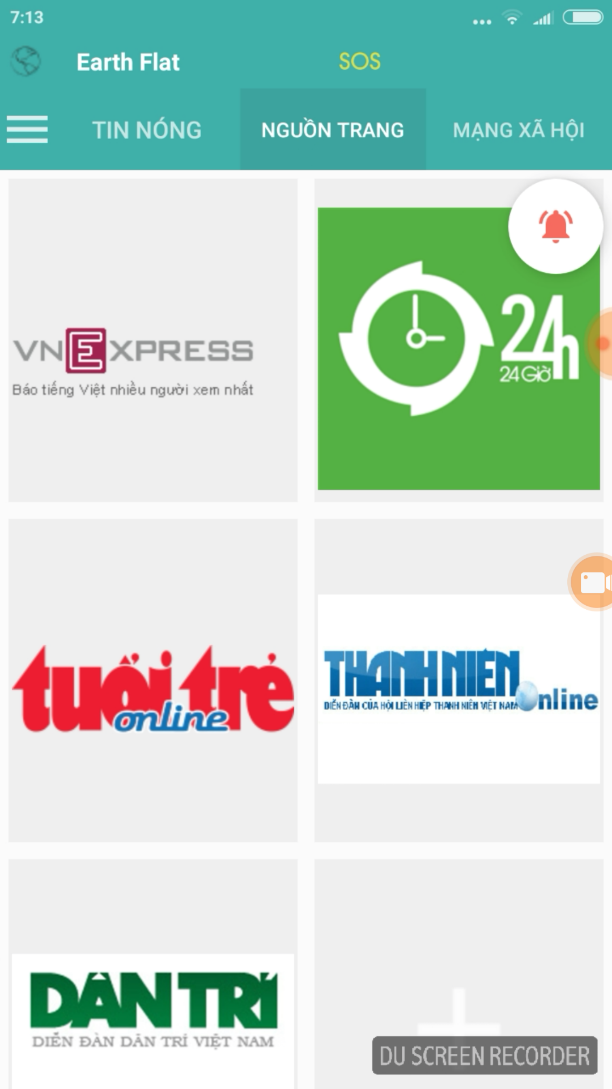 7:13
Earth Flat
SOS
TIN NÓNG
NGUỒN TRANG
MẠNG XÃ HỘI
VNEXPRESS
Báo tiếng Việt nhiều người xem nhất
24h
24 Giờ
tuổi trẻ
online
THANH NIÊN
Online
DIỄN ĐÀN CỦA HỘI LIÊN HIỆP THANH NIÊN VIỆT NAM
DÂN TRÍ
DIỄN ĐÀN DÂN TRÍ VIỆT NAM
DU SCREEN RECORDER